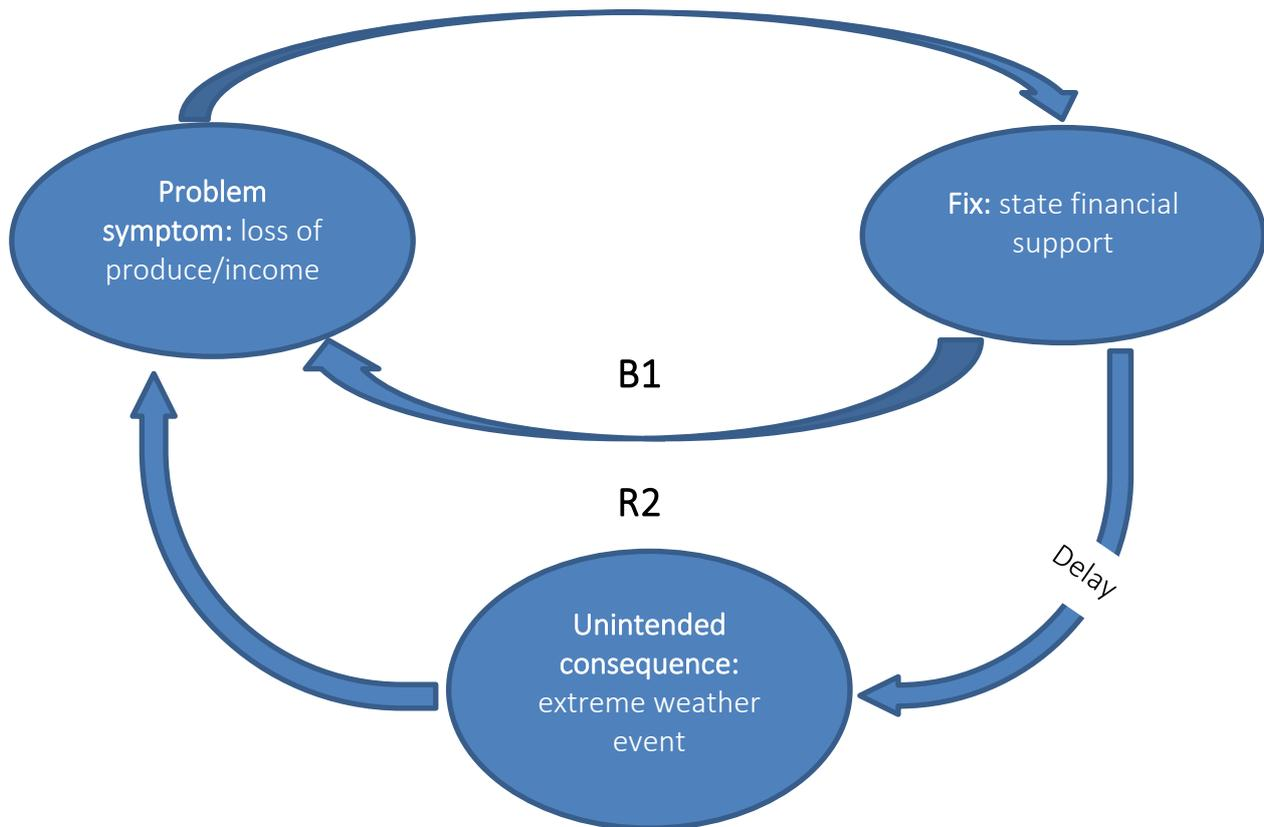 Problem
symptom: loss of
produce/income
Fix: state financial
support
B1
R2
Delay
Unintended
consequence:
extreme weather
event